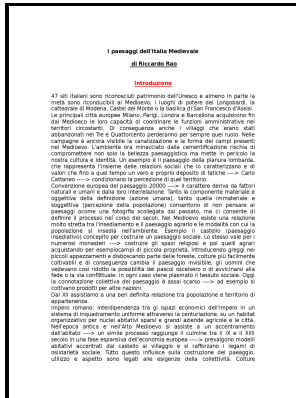 I paesaggi dell'Italia Medievale
di Riccardo Rao
Introduzione
47 siti italiani sono riconosciuti patrimonio dell'Unesco e almeno in parte la
metà sono riconducibili al Medioevo, i luoghi di potere dei Longobardi, la
cattedrale di Modena, Castel del Monte o la basilica di San Francesco d'Assisi.
Le principali città europee Milano, Parigi, Londra e Barcellona acquisirono fin
dal Medioevo le loro capacità di coordinare le funzioni amministrative nei
territori circostanti. Di conseguenza anche i villaggi che erano stati
abbandonati nel Tre e Quattorcento perderanno per sempre quel ruolo. Nelle
campagne è ancora visibile la canalizzazione e la forma dei campi presenti
nel Medioevo. L'ambiente ora minacciato dalla cementificazione rischia di
compromettere non solo la bellezza paesaggistica ma mette in pericolo la
nostra cultura e identità. Un esempio è il paesaggio della pianura lombarda,
che rappresenta l'insieme delle relazioni sociali che lo caratterizzano e di
valori che fino a quel tempo un vero e proprio deposito di fatiche ---> Carlo
Cattaneo ---> condizionano la percezione di quel territorio.
Convenzione europea del paesaggio 20000 ---> il carattere deriva da fattori
naturali e umani e dalla loro interrelazione. Tanto la componente materiale e
oggettiva della definizione (azione umana), tanto quella immateriale e
soggettiva (percezione della popolazione) consentono di non pensare al
paesaggi ocome una fotografia scollegata dal passato, ma ci consente di
definire il processo nel corso dei secoli. Nel Medioevo esiste una relazione
molto stretta tra l'insediamento e il paesaggio agrario e le modalità con cui la
popolazione si insedia nell'ambiente. Esempio il castello (paesaggio
insediativo) concepito per costruire un paesaggio sociale. Lo stesso vale per i
numerosi monasteri ---> costruire gli spazi religiosi e poi quelli agrari
acquistando per esempiolancmpi di piccola proprietà, introducendo greggi nei
piccoli appezzamenti e disboscando parte delle foreste, colture più facilmente
coltivabili e di conseguenza cambia il paesaggio invisibile, gli uomini che
vedevano così ridotto la possibilità dei pascoli oscelsero o di avvicinarsi alla
fede o a vila conflittuale: in ogni caso viene plasmato il tessuto sociale. Oggi
la connotazione collettiva del paesaggio è assai scarso ---> ad esempio si
coltivano prodotti per altre nazioni.
Dal XII assistiamo a una ben definita relazione tra popolazione e territorio di
appartenenza.
Impero romano: interdipendenza tra gli spazi economici dell'impero in un
sistema di inquadramento uniforme attraverso la centuriazione, su un habitat
organizzativo per nuclei abitativi sparsi e grandi aziende agricole e le città.
Nell'epoca antica e nell'Alto Medioevo si assiste a un accentramento
dell'abitato ---> un simile processo raggiunge il culmine tra il IX e il XIII
secolo in una fase espansiva dell'economia europea ---> prevalgono modelli
abitativi accentrati dal castello al villaggio e si rafforzano i legami di
oslidarietà sociale. Tutto questo influisce sulla costruzione del paesaggio,
utilizzo e aspetto sono legati alle esigenze della collettività. Colture